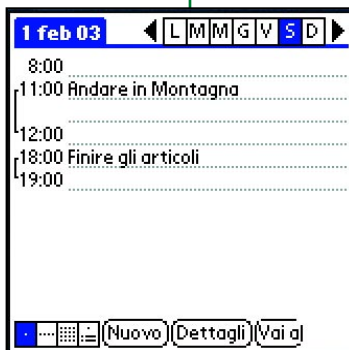 1 feb 03 L M M G V S D
8:00
11:00 Andare in Montagna
12:00
18:00 Finire gli articoli
19:00
Nuovo Dettagli Vai a